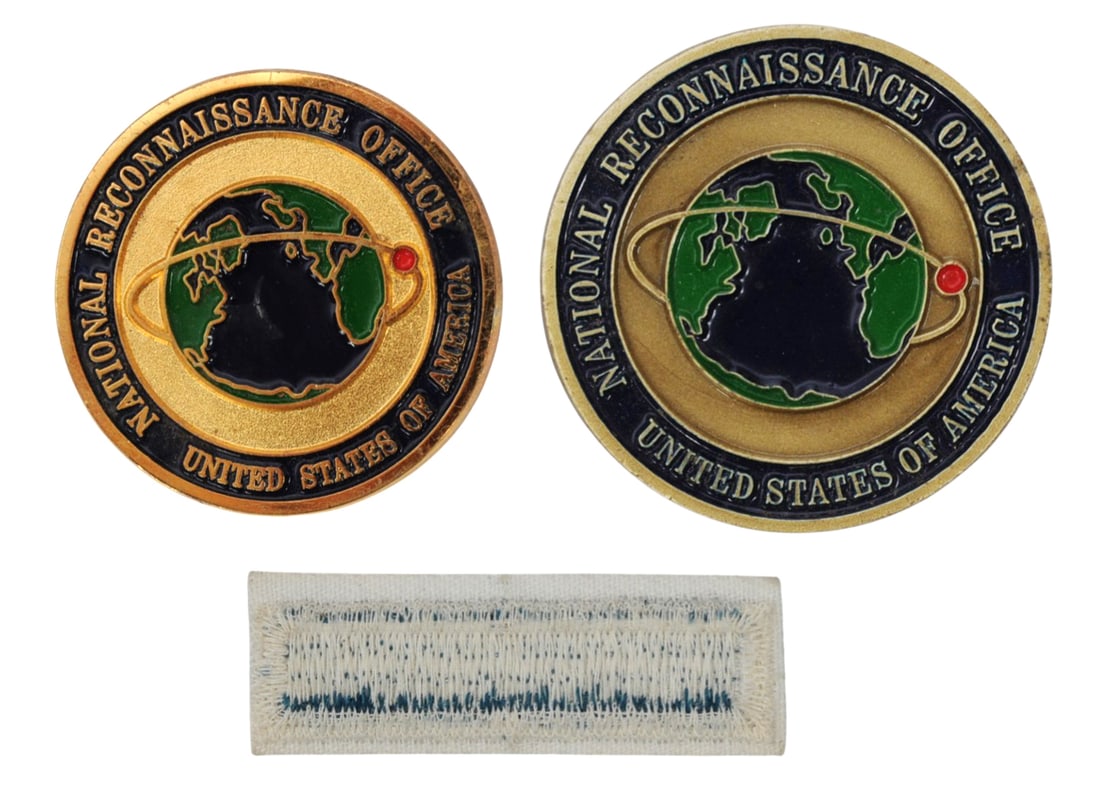 NATIONAL RECONNAISSANCE OFFICE
UNITED STATES OF AMERICA
NATIONAL RECONNAISSANCE OFFICE
UNITED STATES OF AMERICA